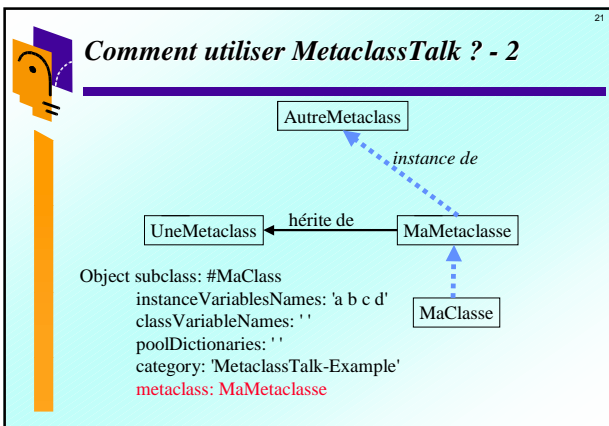 21
Comment utiliser MetaclassTalk ? - 2
AutreMetaclass
instance de
UneMetaclass
hérite de
MaMetaclasse
Object subclass: #MaClass
instanceVariablesNames: 'a b c d'
classVariableNames: ' '
poolDictionaries: ' '
category: 'MetaclassTalk-Example'
metaclass: MaMetaclasse
MaClasse